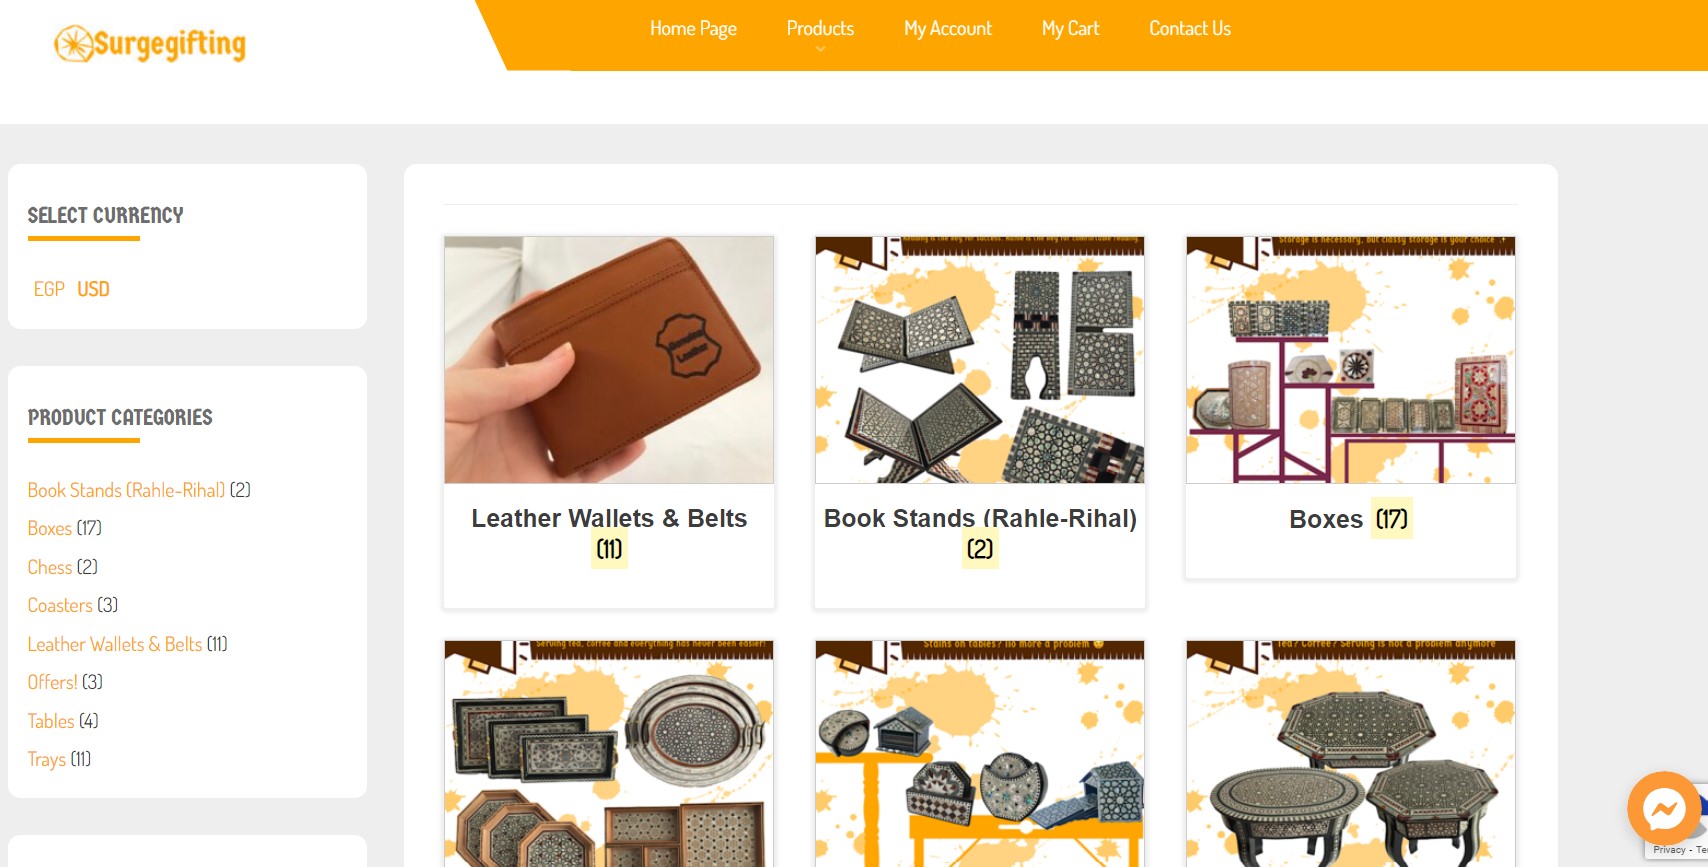 Surgegifting
Home Page
Products
My Account
My Cart
Contact Us
SELECT CURRENCY
EGP USD
PRODUCT CATEGORIES
Book Stands (Rahle-Rihal) (2)
Boxes (17)
Chess (2)
Coasters (3)
Leather Wallets & Belts (11)
Offers! (3)
Tables (4)
Trays (11)
Genuine
Leather
Leather Wallets & Belts
(11)
Reading is the key for success, Rahle is the key for comfortable reading
Book Stands (Rahle-Rihal)
(2)
Storage is necessary, but classy storage is your choice
Boxes (17)
Serving tea, coffee and everything has never been easier!
Stains on tables? No more a problem 😉
Tea? Coffee? Serving is not a problem anymore
Privacy - Te